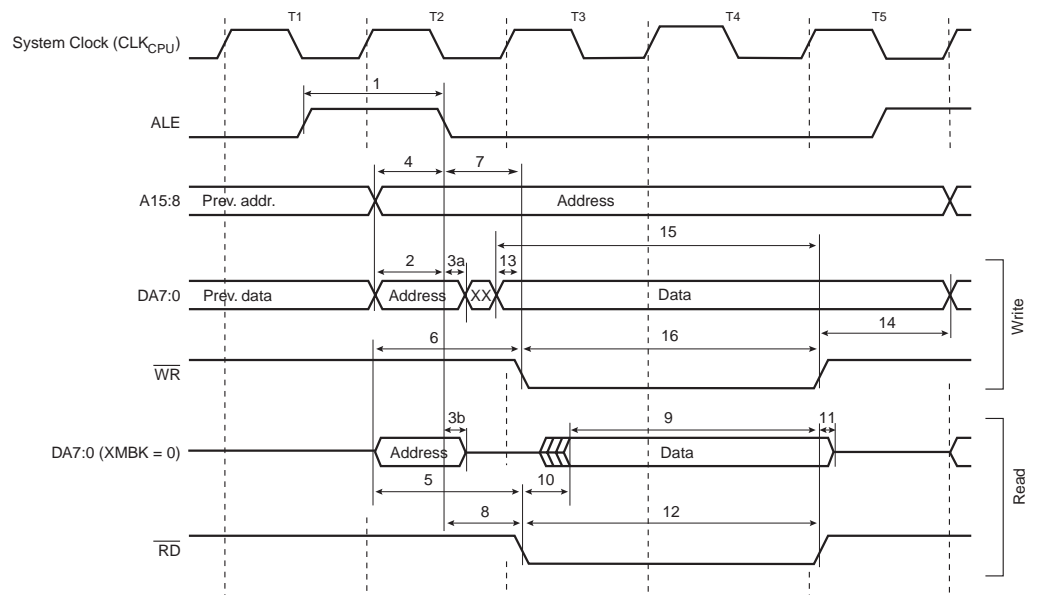 T1 T2 T3 T4 T5
System Clock (CLKCPU)
1
ALE
4 7
A15:8 Prev. addr. Address
15
2 3a 13
DA7:0 Prev. data Address XX Data
14
6 16
WR
Write
3b 9 11
DA7:0 (XMBK = 0) Address Data
5 10
8 12
RD
Read